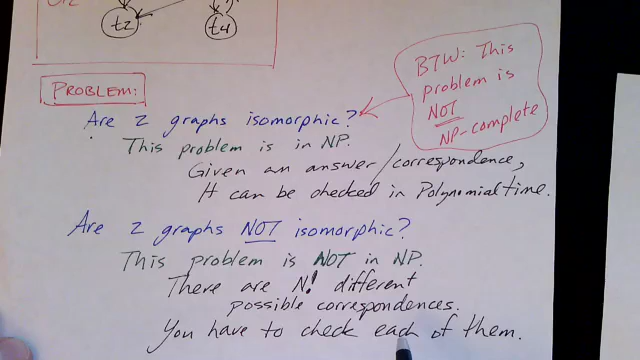 t2
t4
PROBLEM:
Are 2 graphs isomorphic?
This problem is in NP.
Given an answer/correspondence,
It can be checked in Polynomial time.
BTW: This
problem is
NOT
NP-complete
Are 2 graphs NOT isomorphic?
This problem is NOT in NP.
There are N! different
possible correspondences.
You have to check each of them.